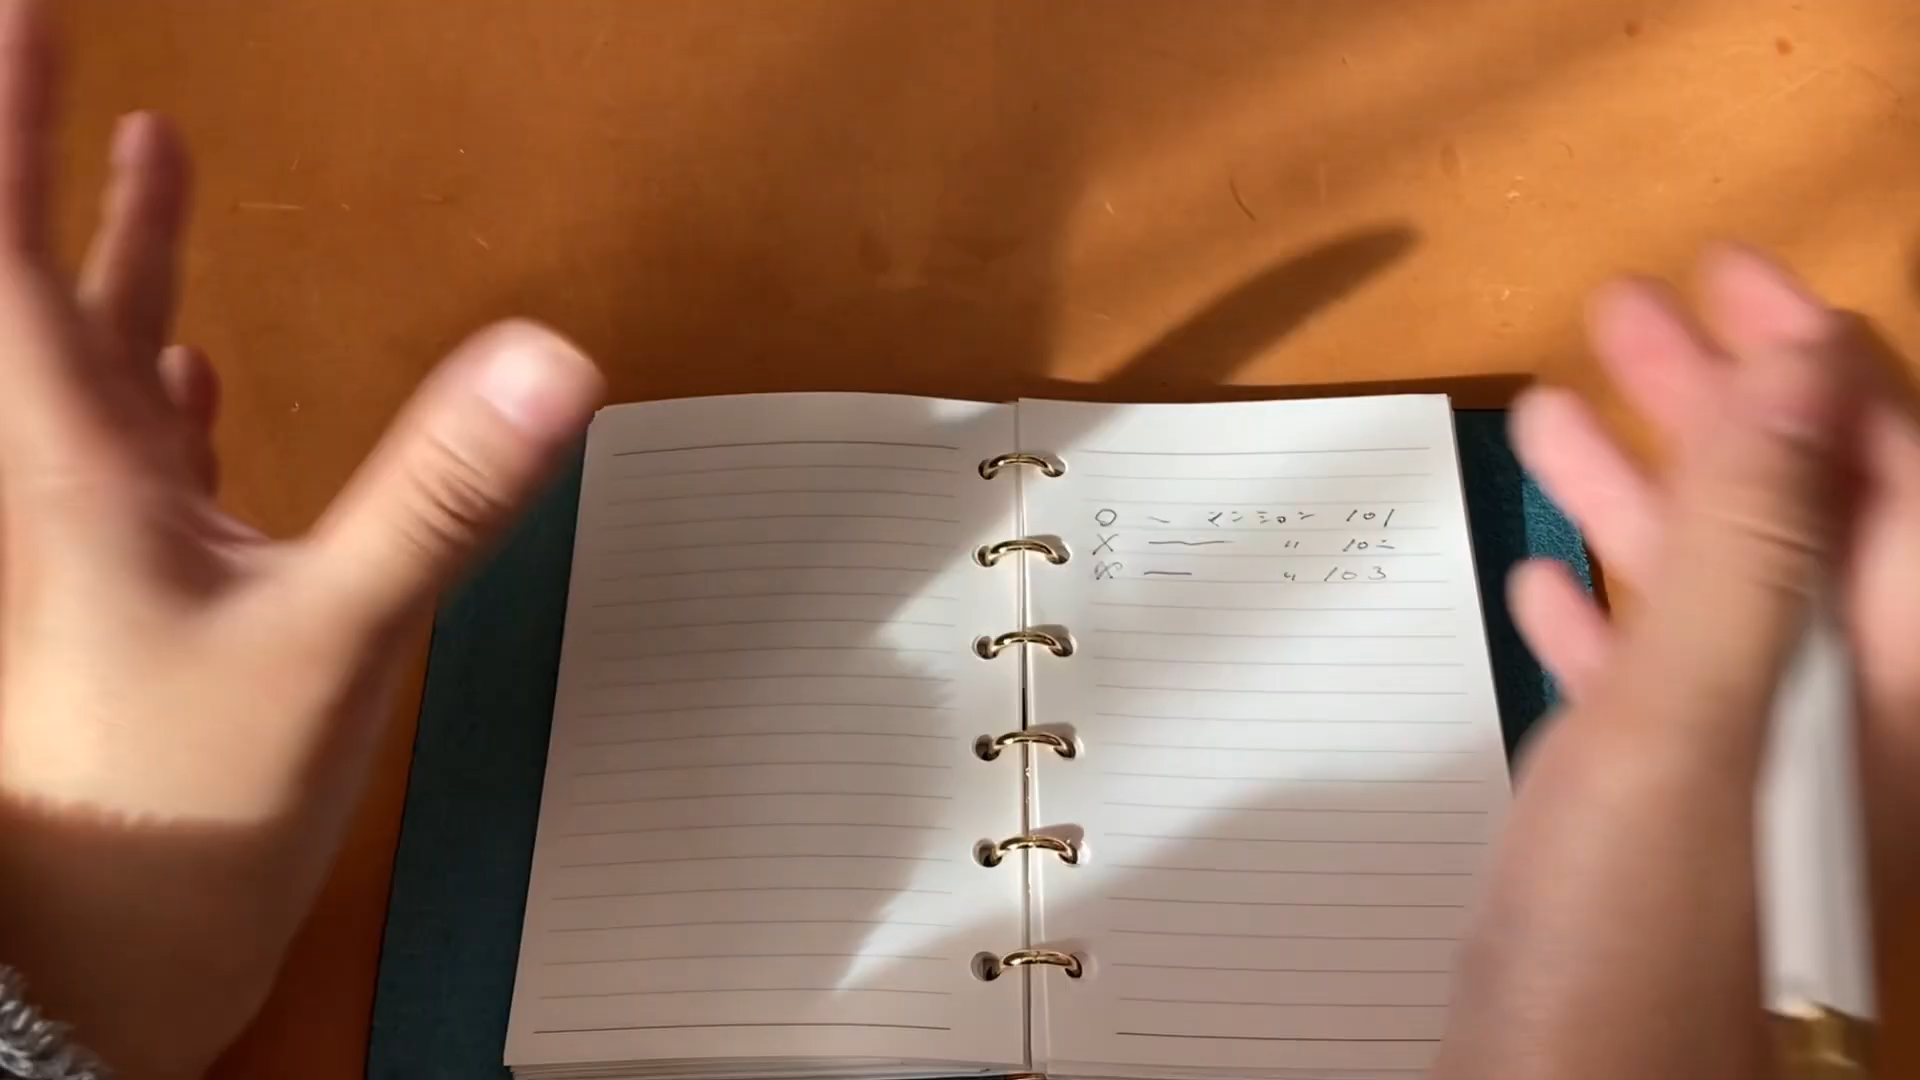 ○ ~ マンション 101
× — 〃 102
× — 〃 103